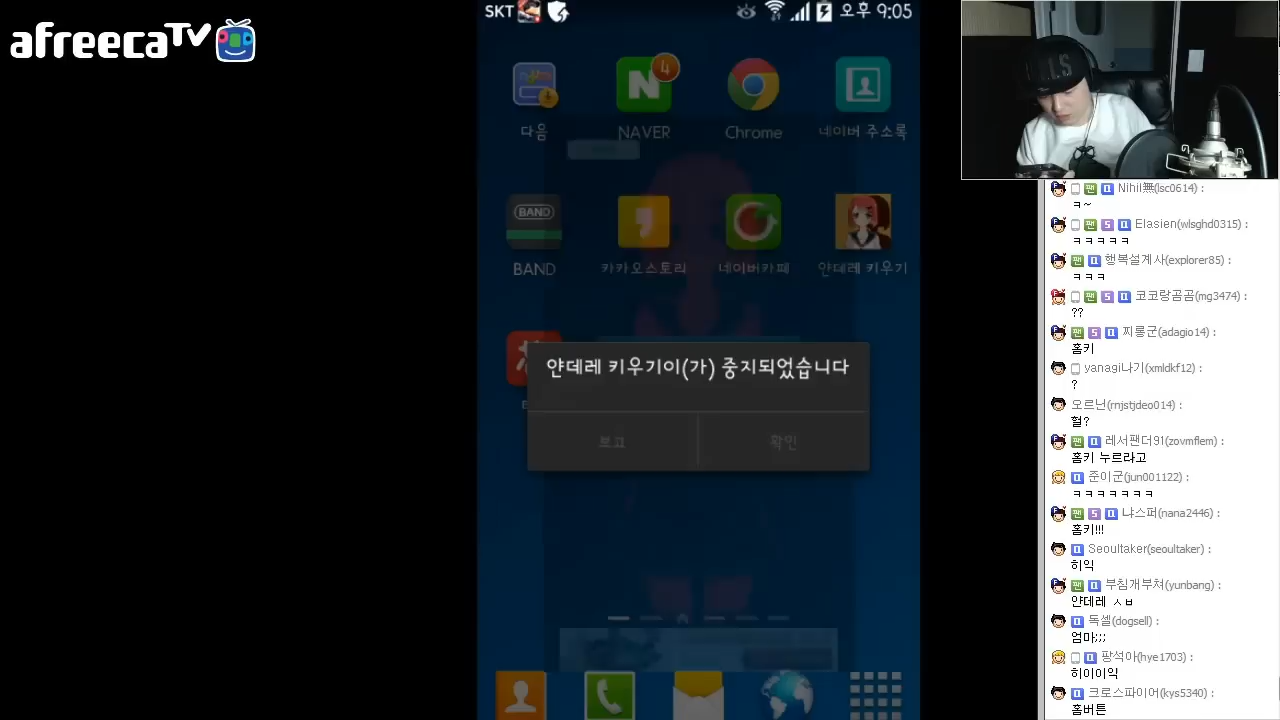 afreecaTV
SKT
오후 9:05
4
다음
NAVER
Chrome
네이버 주소록
BAND
BAND
카카오스토리
네이버카페
얀데레 키우기
얀데레 키우기이(가) 중지되었습니다
보고
확인
Nihil無(lsc0614) :
ㅋ~
Elasien(wlsghd0315) :
ㅋㅋㅋㅋㅋ
행복설계사(explorer85) :
ㅋㅋㅋ
코코랑곰곰(mg3474) :
??
찌롱군(adagio14) :
홈키
yanagi나기(xmldkf12) :
?
오르넌(rnjstjdeo014) :
헐?
레서팬더91(zovmflem) :
홈키 누르라고
준이군(jun001122) :
ㅋㅋㅋㅋㅋㅋㅋ
냐스퍼(nana2446) :
홈키!!!
Seoultaker(seoultaker) :
히익
부침개부쳐(yunbang) :
얀데레 ㅅㅂ
독셀(dogsell) :
엄마;;;
팡석아(hye1703) :
히이이익
크로스파이어(kys5340) :
홈버튼